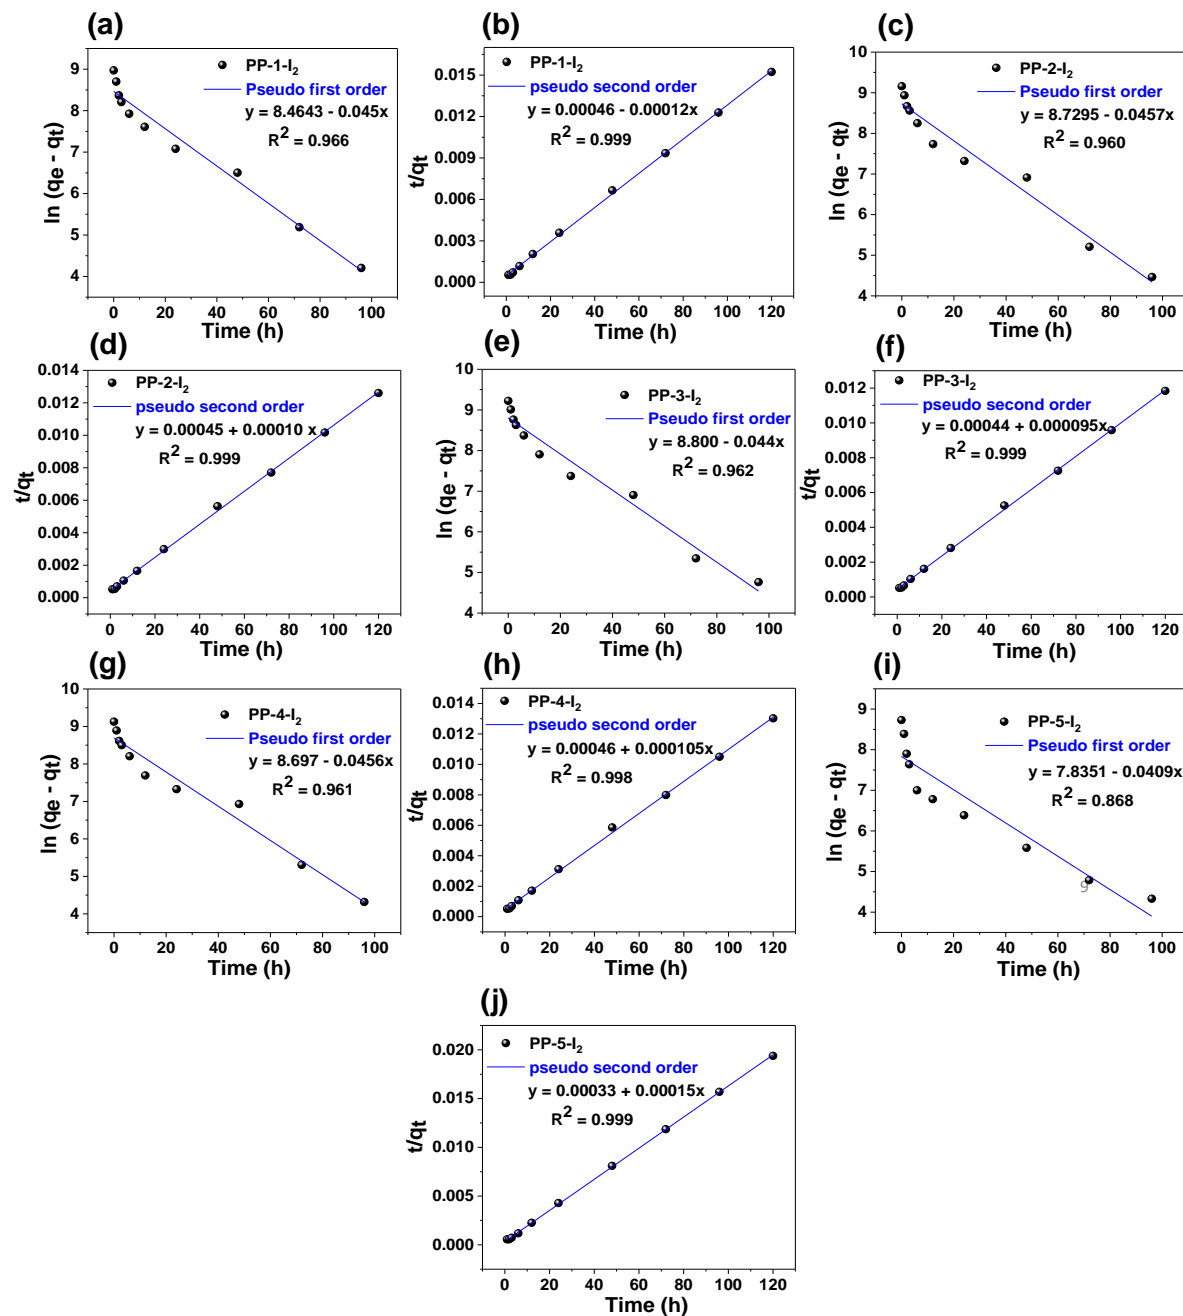 (a)
9
8
7
6
5
4
ln (qe - qt)
PP-1-I2
Pseudo first order
y = 8.4643 - 0.045x
R2 = 0.966
0 20 40 60 80 100
Time (h)
(b)
0.015
0.012
0.009
0.006
0.003
0.000
t/qt
PP-1-I2
pseudo second order
y = 0.00046 - 0.00012x
R2 = 0.999
0 20 40 60 80 100 120
Time (h)
(c)
10
9
8
7
6
5
4
ln (qe - qt)
PP-2-I2
Pseudo first order
y = 8.7295 - 0.0457x
R2 = 0.960
0 20 40 60 80 100
Time (h)
(d)
0.014
0.012
0.010
0.008
0.006
0.004
0.002
0.000
t/qt
PP-2-I2
pseudo second order
y = 0.00045 + 0.00010 x
R2 = 0.999
0 20 40 60 80 100 120
Time (h)
(e)
10
9
8
7
6
5
4
ln (qe - qt)
PP-3-I2
Pseudo first order
y = 8.800 - 0.044x
R2 = 0.962
0 20 40 60 80 100
Time (h)
(f)
0.012
0.010
0.008
0.006
0.004
0.002
0.000
t/qt
PP-3-I2
pseudo second order
y = 0.00044 + 0.000095x
R2 = 0.999
0 20 40 60 80 100 120
Time (h)
(g)
10
9
8
7
6
5
4
ln (qe - qt)
PP-4-I2
Pseudo first order
y = 8.697 - 0.0456x
R2 = 0.961
0 20 40 60 80 100
Time (h)
(h)
0.014
0.012
0.010
0.008
0.006
0.004
0.002
0.000
t/qt
PP-4-I2
pseudo second order
y = 0.00046 + 0.000105x
R2 = 0.998
0 20 40 60 80 100 120
Time (h)
(i)
10
9
8
7
6
5
4
ln (qe - qt)
PP-5-I2
Pseudo first order
y = 7.8351 - 0.0409x
R2 = 0.868
9
0 20 40 60 80 100
Time (h)
(j)
0.020
0.015
0.010
0.005
0.000
t/qt
PP-5-I2
pseudo second order
y = 0.00033 + 0.00015x
R2 = 0.999
0 20 40 60 80 100 120
Time (h)